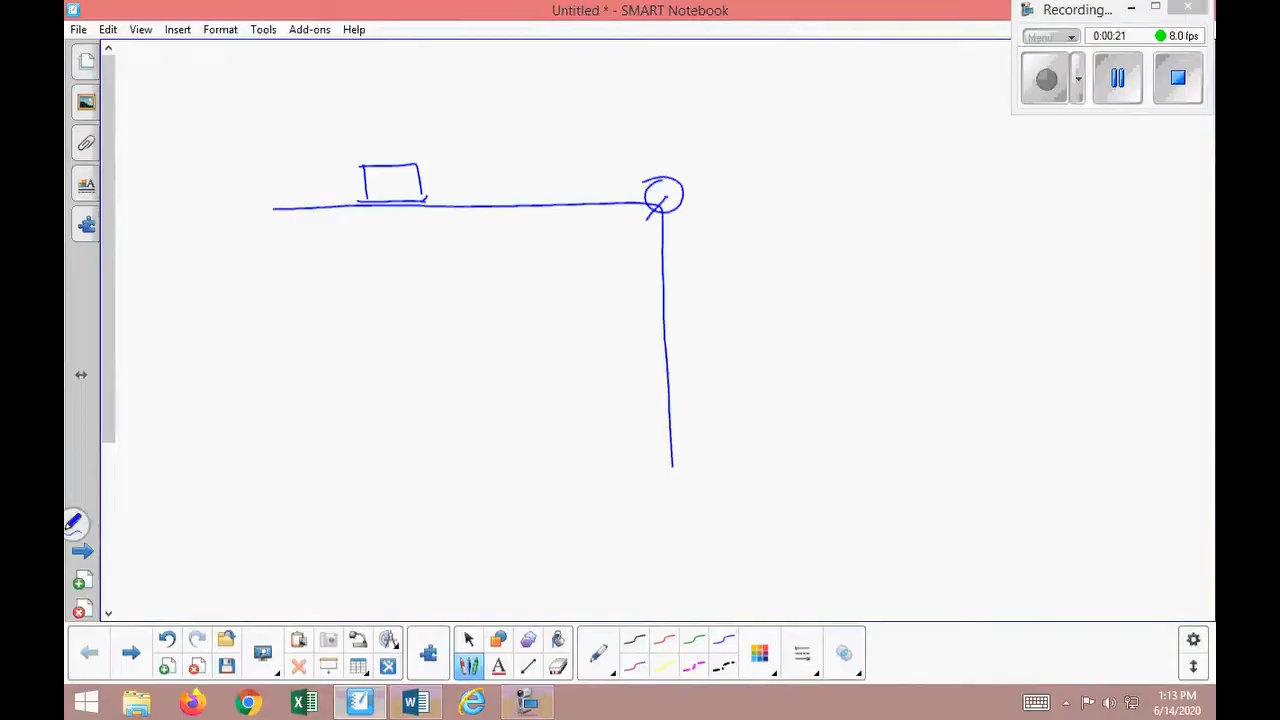 Untitled * - SMART Notebook
Recording...
File Edit View Insert Format Tools Add-ons Help
Menu 0:00:21 8.0 fps
1:13 PM
6/14/2020